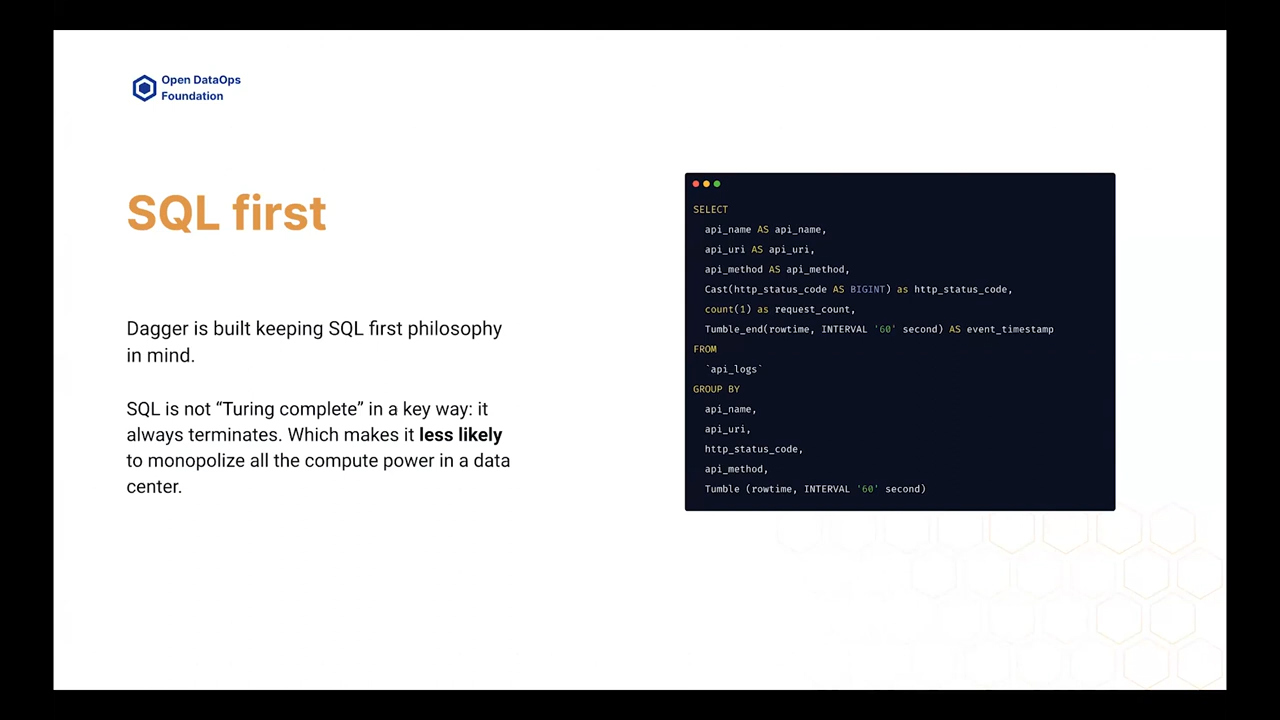 Open DataOps
Foundation
SQL first
Dagger is built keeping SQL first philosophy
in mind.
SQL is not “Turing complete” in a key way: it
always terminates. Which makes it less likely
to monopolize all the compute power in a data
center.
SELECT
api_name AS api_name,
api_uri AS api_uri,
api_method AS api_method,
Cast(http_status_code AS BIGINT) as http_status_code,
count(1) as request_count,
Tumble_end(rowtime, INTERVAL '60' second) AS event_timestamp
FROM
`api_logs`
GROUP BY
api_name,
api_uri,
http_status_code,
api_method,
Tumble (rowtime, INTERVAL '60' second)